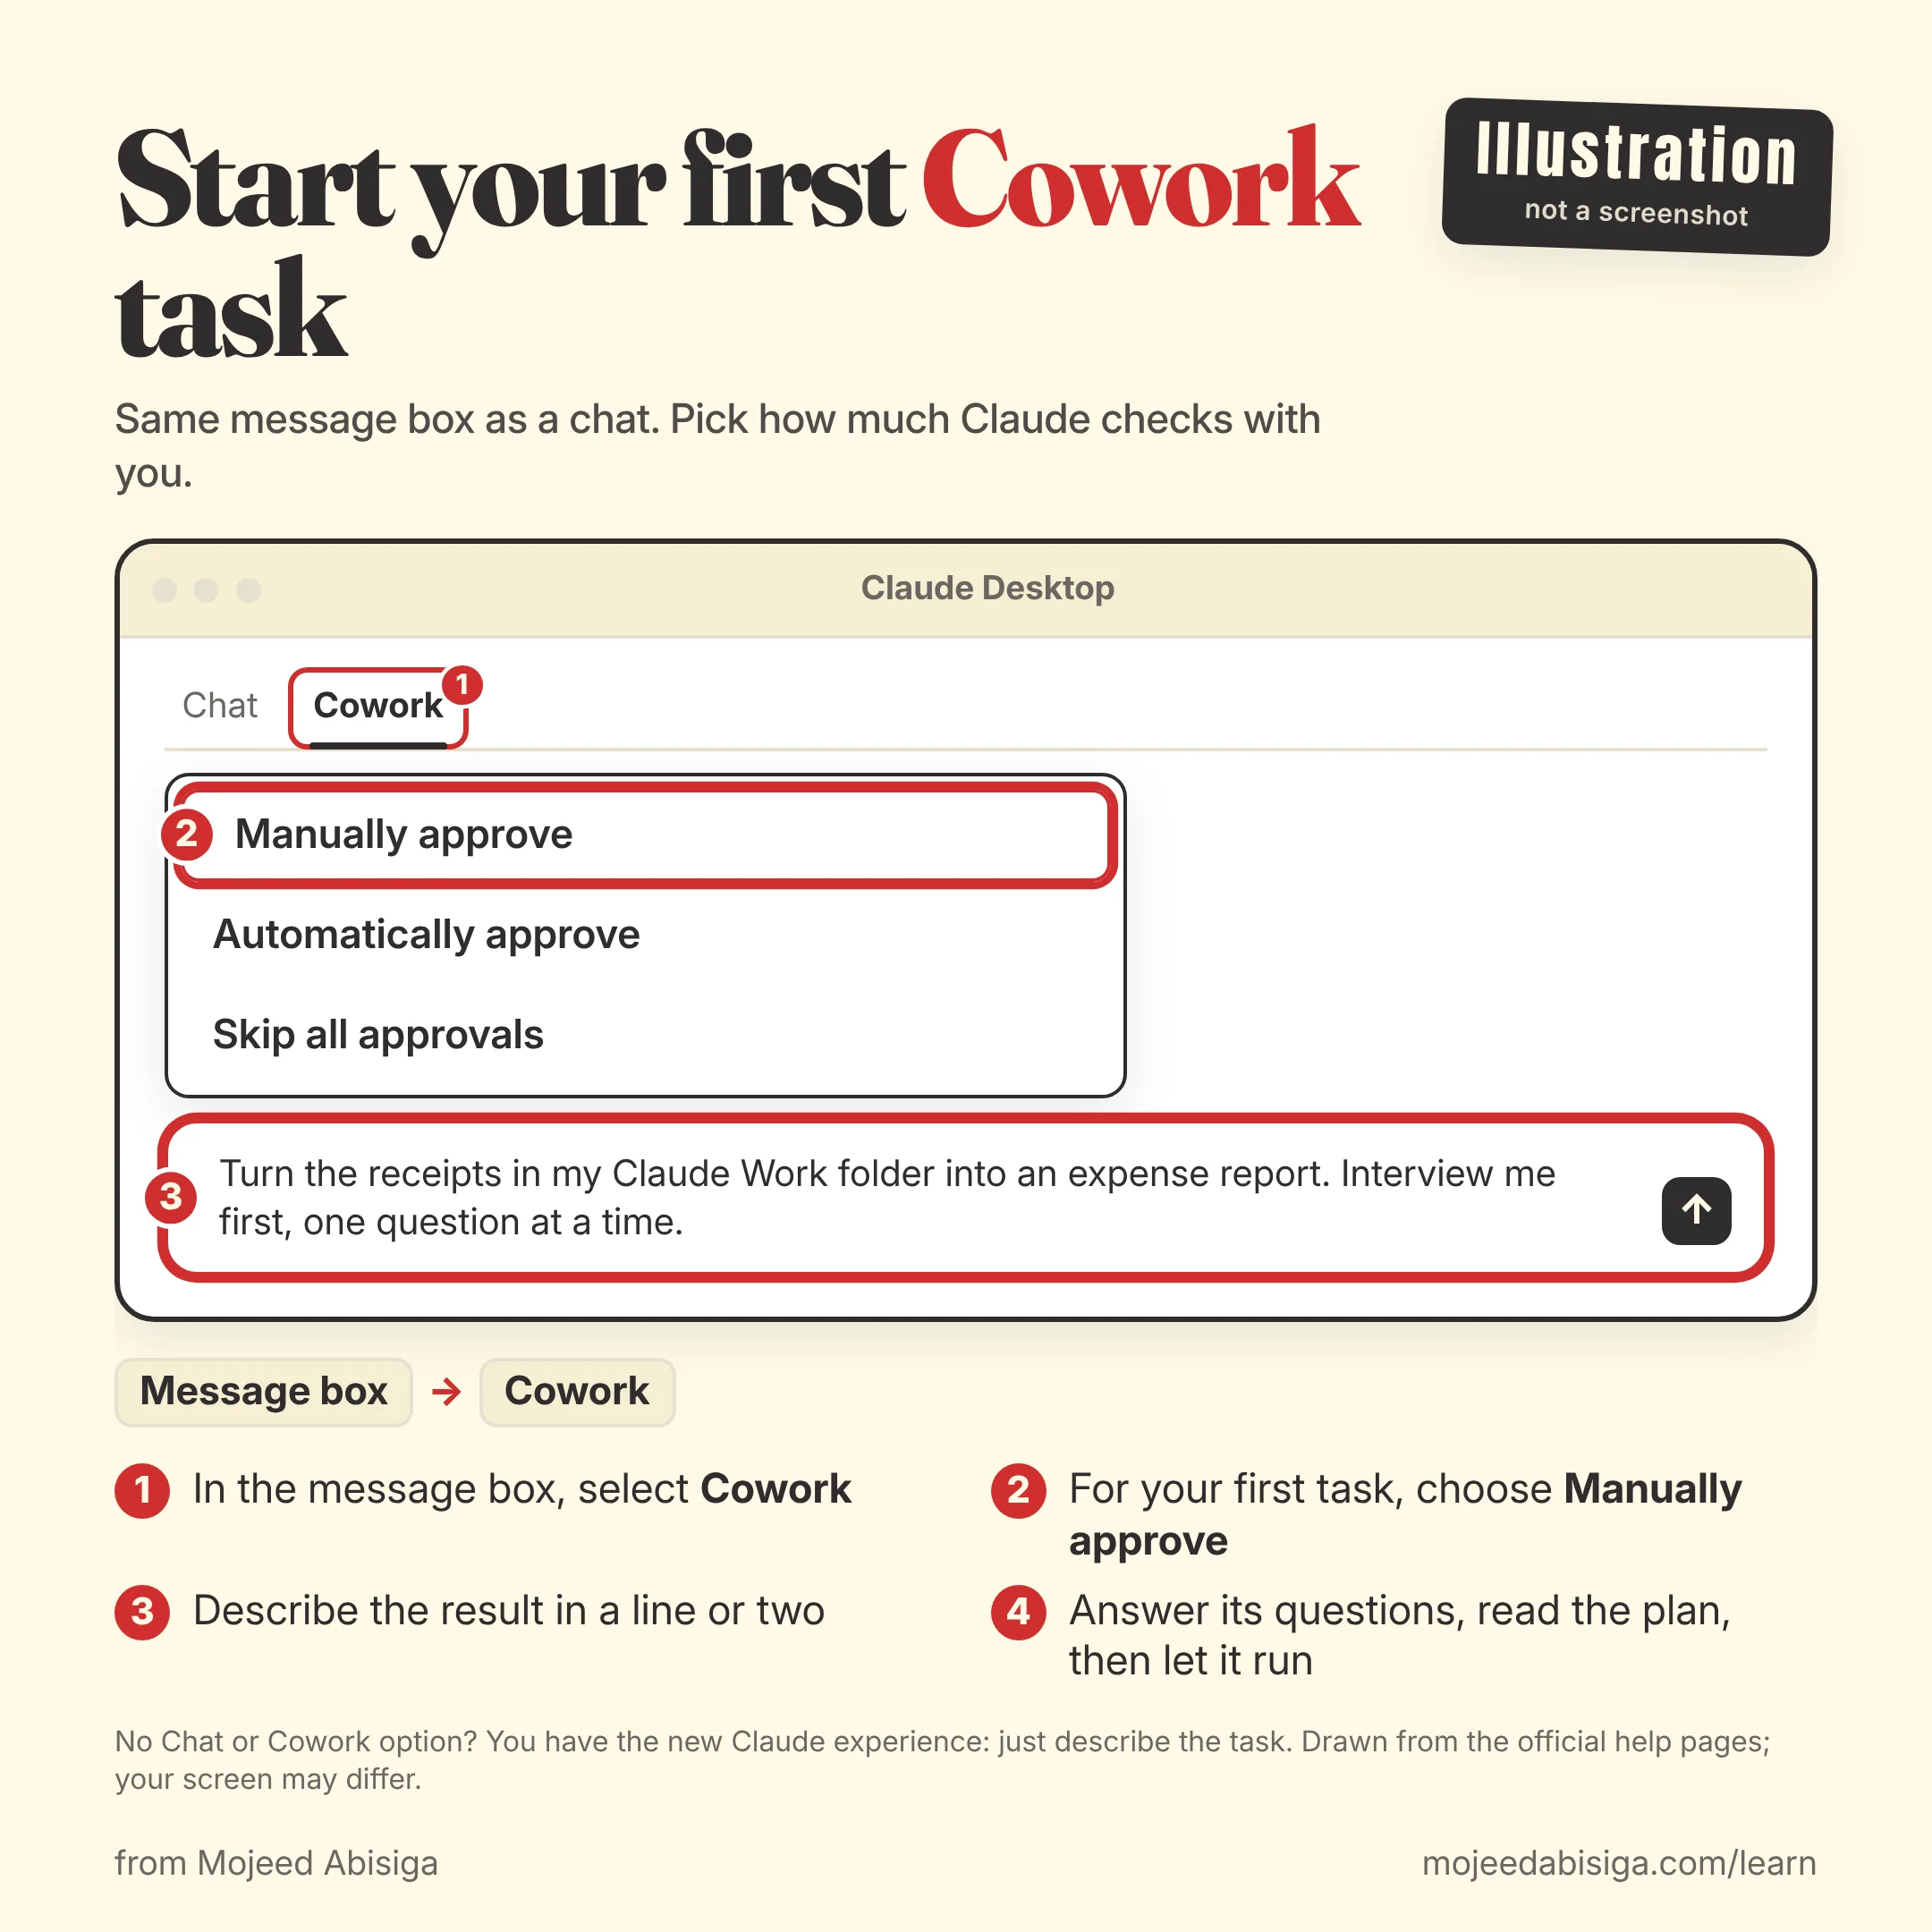 Start your first Cowork
task
Illustration
not a screenshot
Same message box as a chat. Pick how much Claude checks with
you.
Claude Desktop
Chat
Cowork
1
2
Manually approve
Automatically approve
Skip all approvals
3
Turn the receipts in my Claude Work folder into an expense report. Interview me
first, one question at a time.
Message box → Cowork
1 In the message box, select Cowork
2 For your first task, choose Manually
approve
3 Describe the result in a line or two
4 Answer its questions, read the plan,
then let it run
No Chat or Cowork option? You have the new Claude experience: just describe the task. Drawn from the official help pages;
your screen may differ.
from Mojeed Abisiga
mojeedabisiga.com/learn